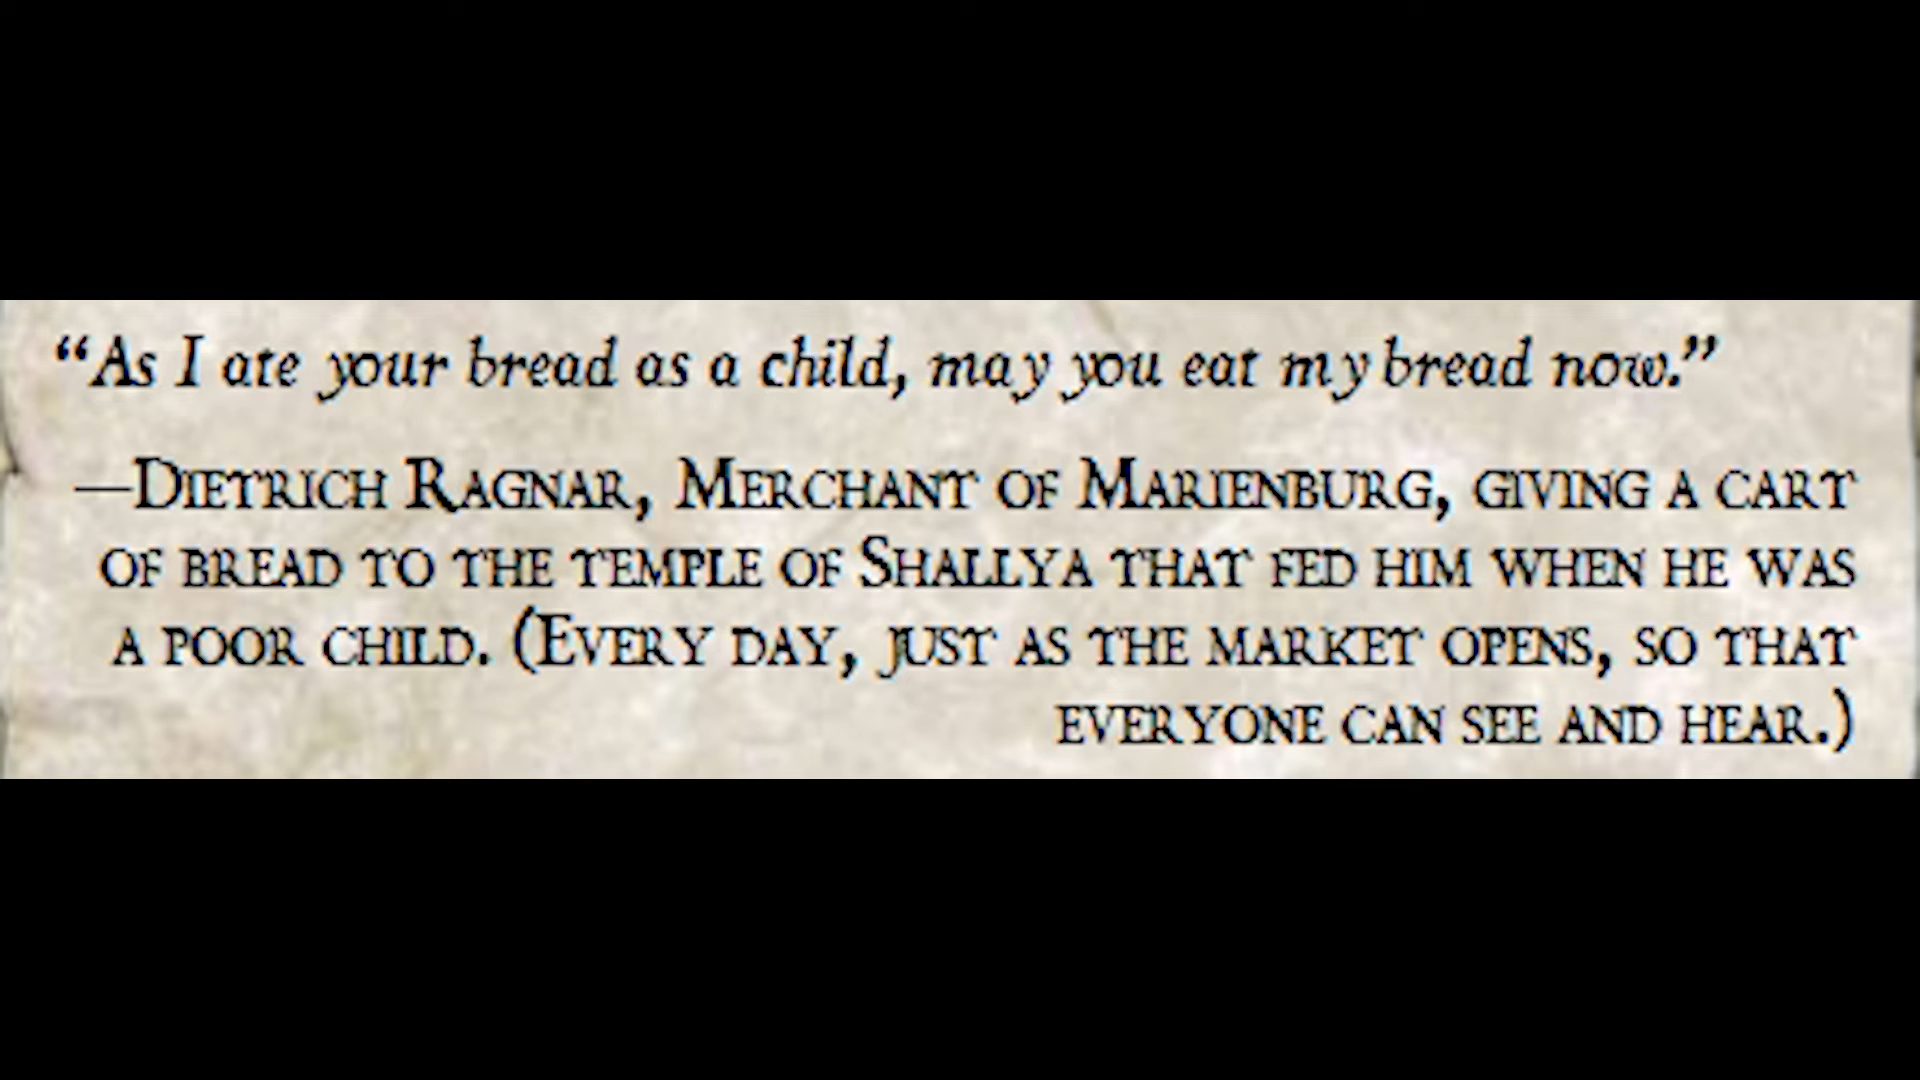 “As I ate your bread as a child, may you eat my bread now.”
—Dietrich Ragnar, Merchant of Marienburg, giving a cart
of bread to the temple of Shallya that fed him when he was
a poor child. (Every day, just as the market opens, so that
everyone can see and hear.)